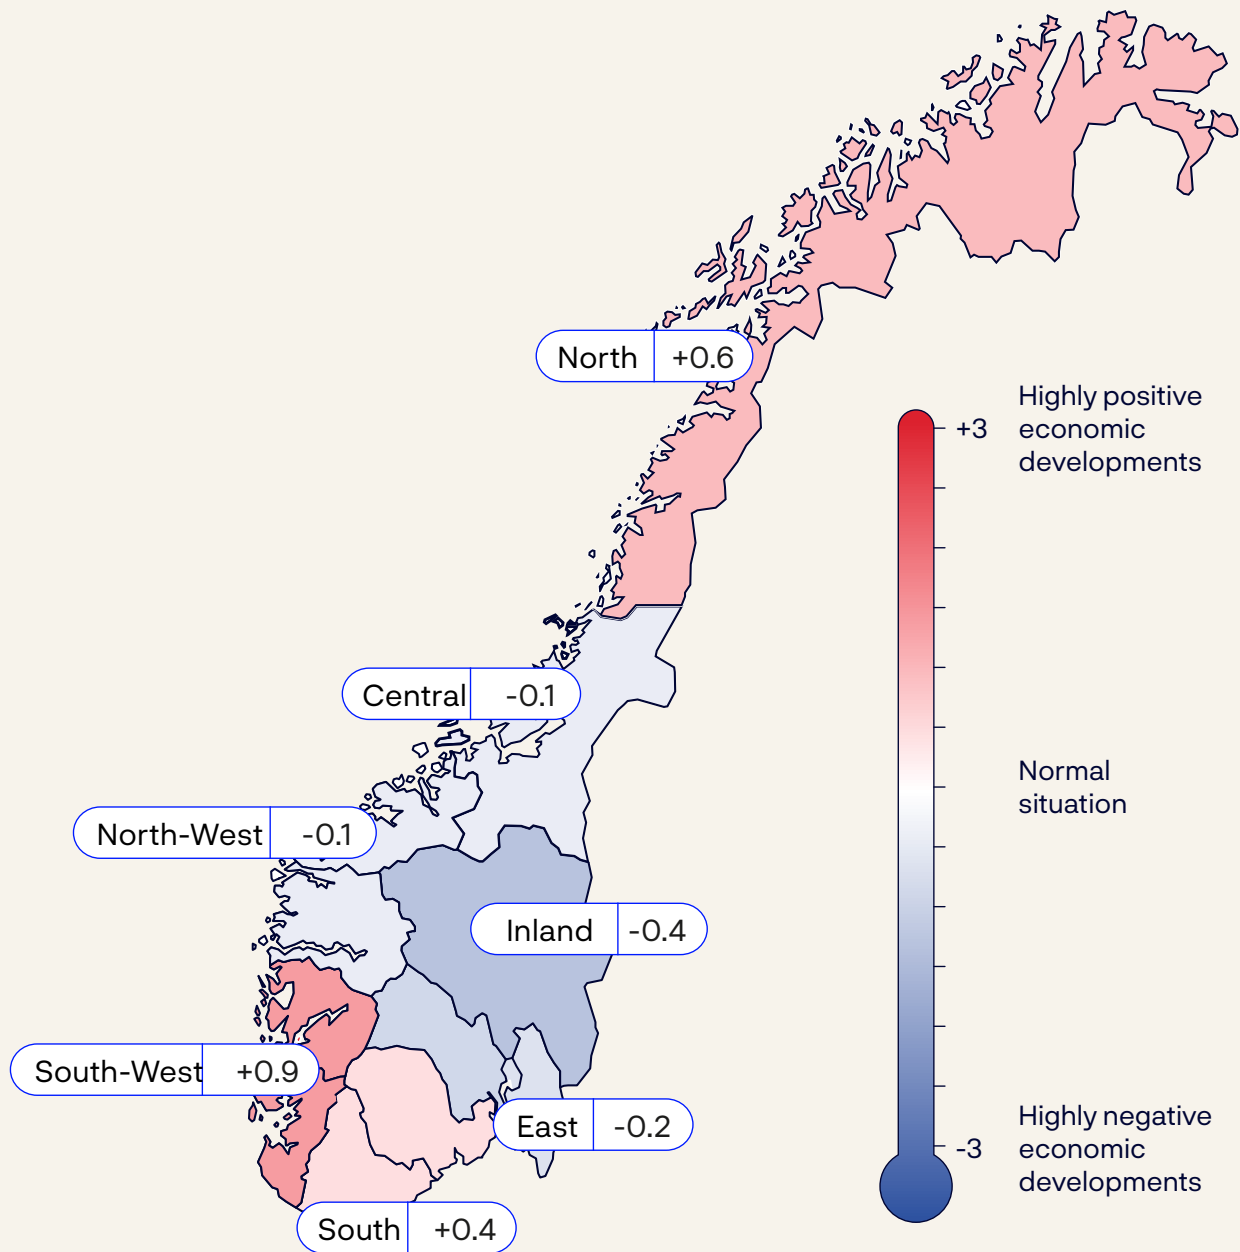 North +0.6
Highly positive
economic
developments
+3
Central -0.1
Normal
situation
North-West -0.1
Inland -0.4
South-West +0.9
East -0.2
Highly negative
economic
developments
-3
South +0.4